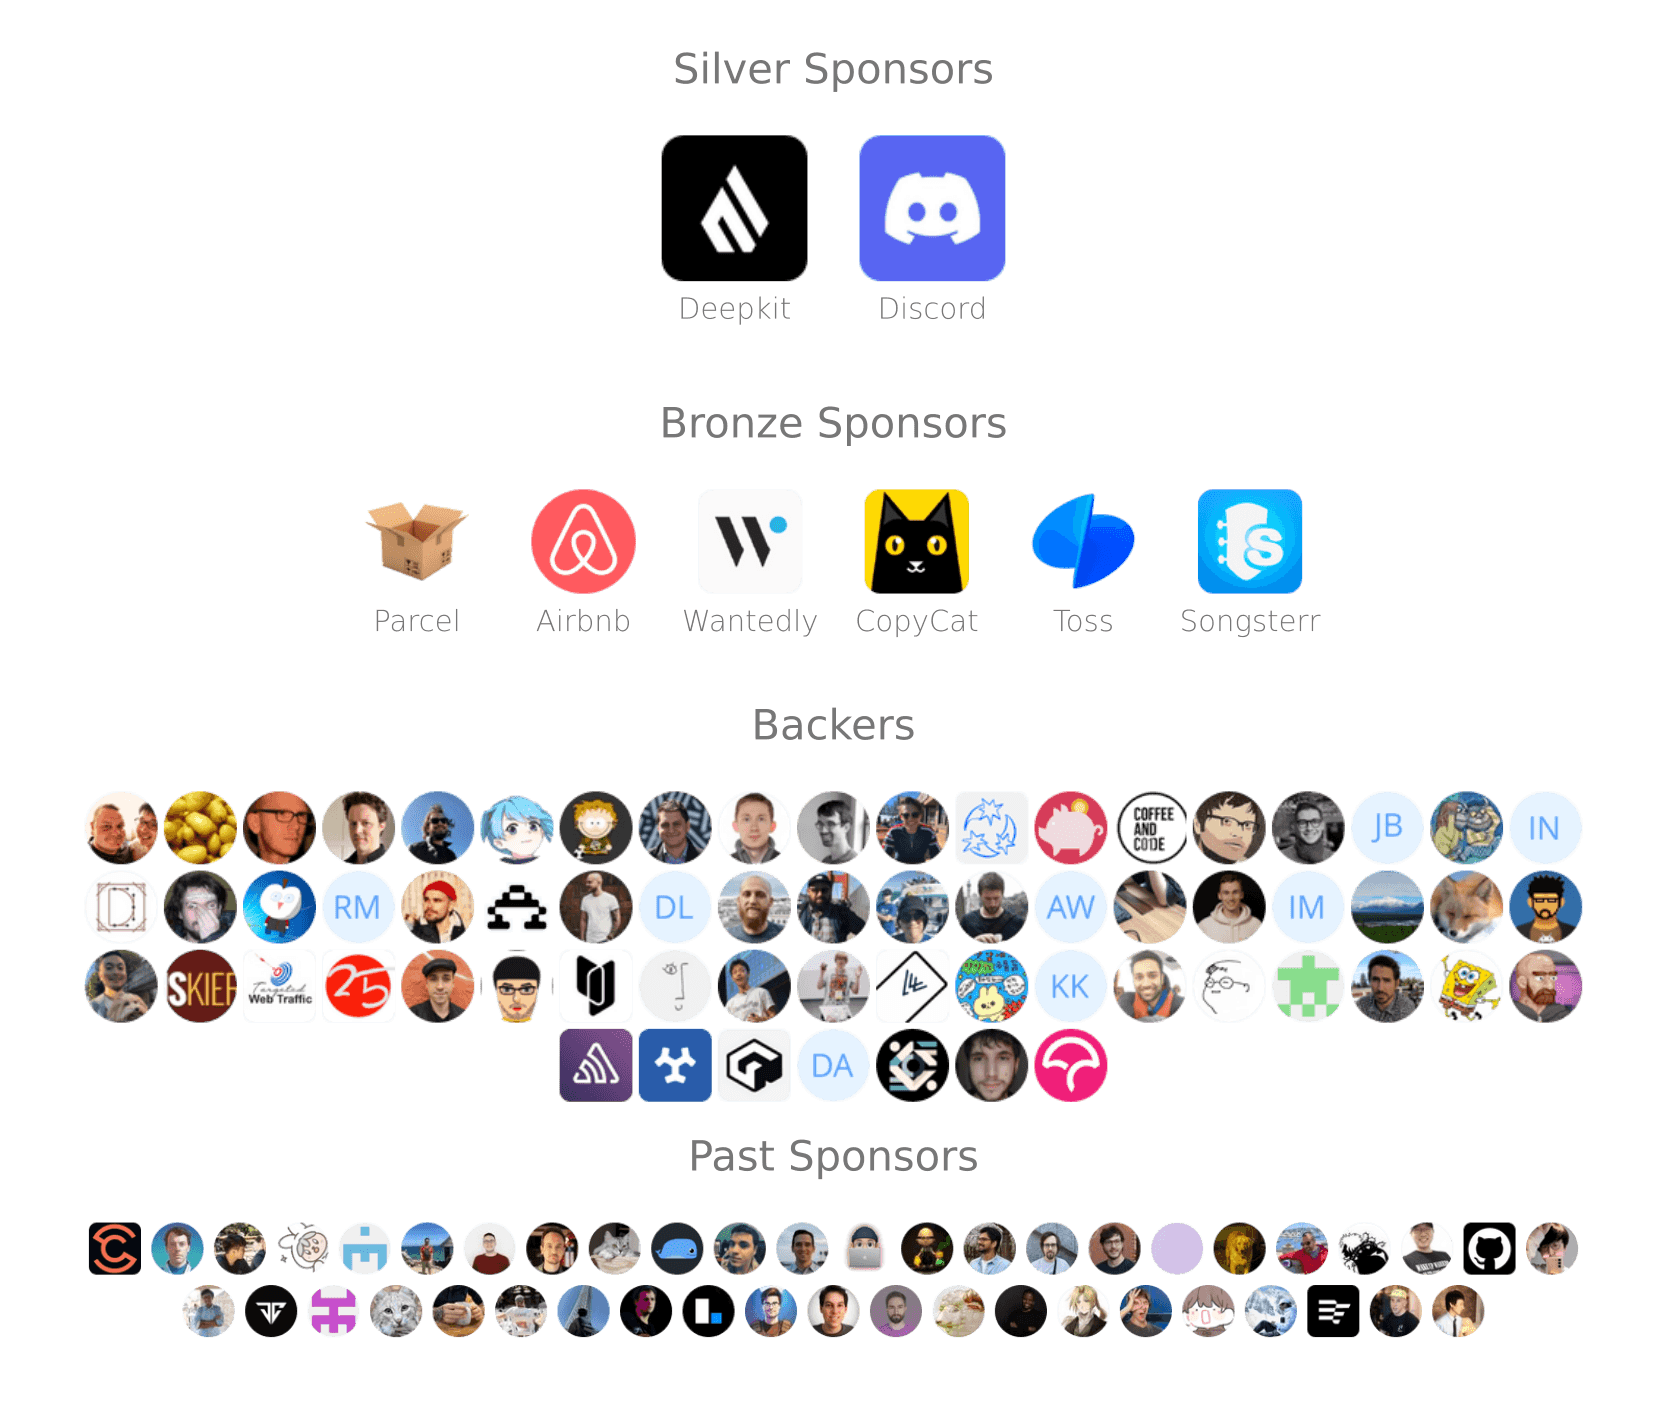 Silver Sponsors
Deepkit Discord
Bronze Sponsors
Parcel Airbnb Wantedly CopyCat Toss Songsterr
Backers
COFFEE
AND
CODE
JB
IN
RM
DL
AW
IM
SKIEF
Targeted
Web Traffic
25
KK
DA
Past Sponsors